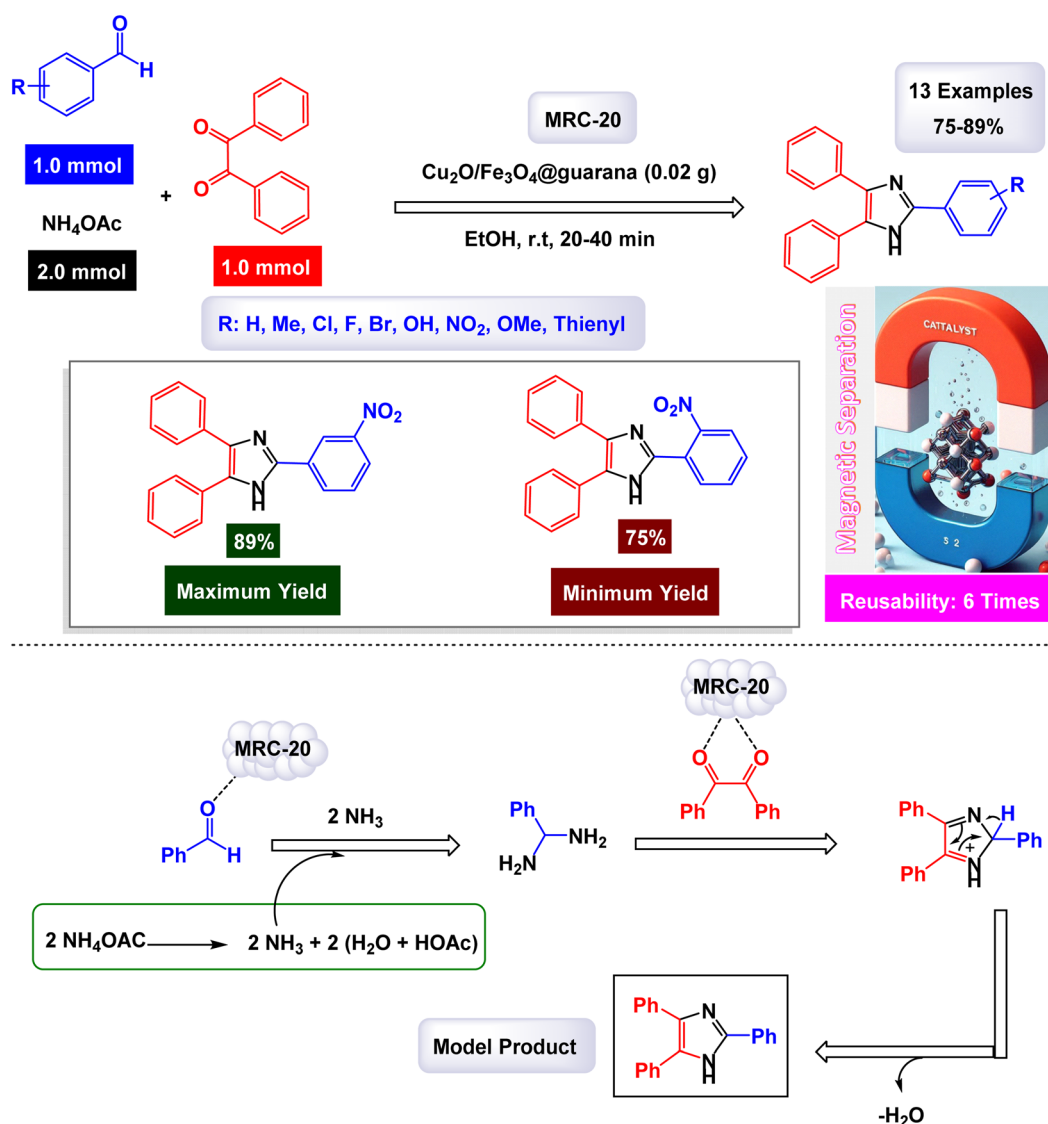 O
R
H
1.0 mmol
NH4OAc
2.0 mmol
+
O
O
1.0 mmol
MRC-20
Cu2O/Fe3O4@guarana (0.02 g)
EtOH, r.t, 20-40 min
13 Examples
75-89%
N
N
H
R
R: H, Me, Cl, F, Br, OH, NO2, OMe, Thienyl
NO2
N
N
H
89%
Maximum Yield
O2N
N
N
H
75%
Minimum Yield
Magnetic Separation
CATTALYST
S 2
Reusability: 6 Times
MRC-20
O
Ph
H
2 NH3
2 NH4OAC
2 NH3 + 2 (H2O + HOAc)
Ph
NH2
H2N
MRC-20
O
O
Ph
Ph
Ph
N
H
Ph
+
Ph
NH
Model Product
Ph
N
Ph
Ph
N
H
-H2O